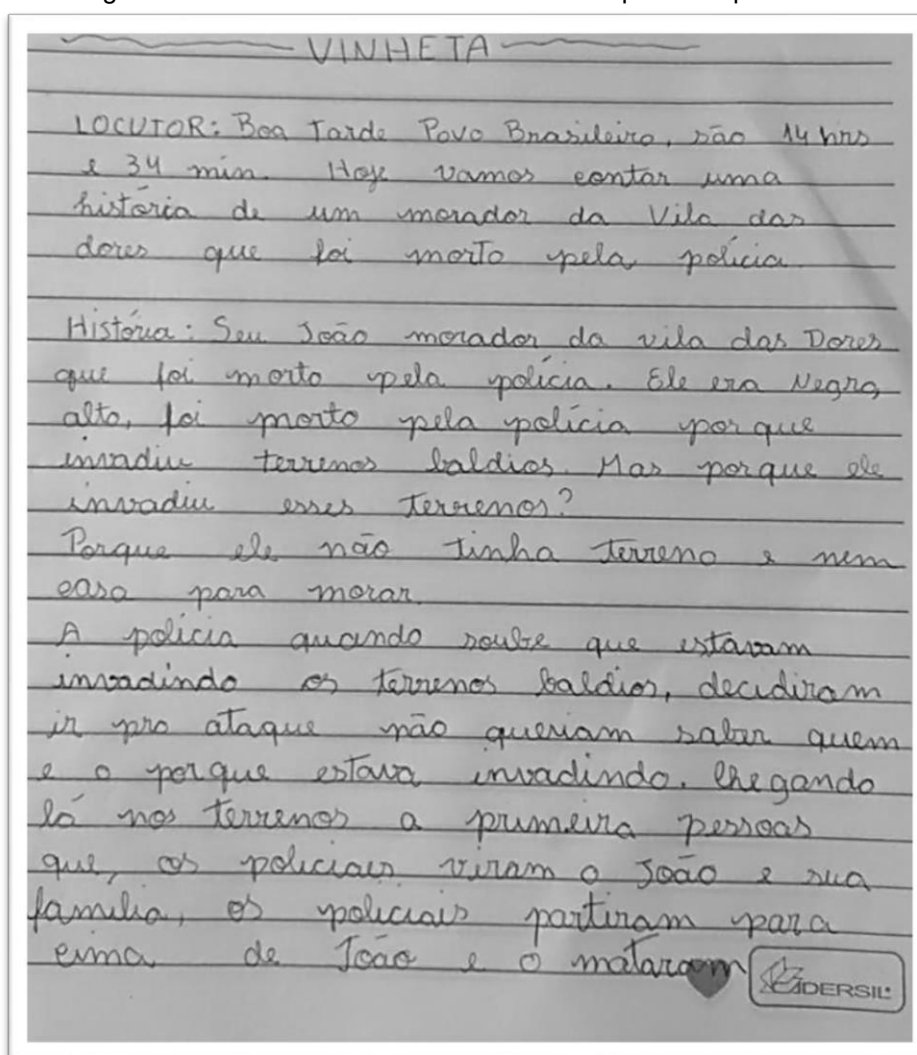 VINHETA
LOCUTOR: Boa Tarde Povo Brasileiro, são 14 hrs
e 34 min. Hoje vamos contar uma
história de um morador da Vila das
dores que foi morto pela polícia.
História: Seu João morador da vila das Dores
que foi morto pela polícia. Ele era Negro,
alto, foi morto pela polícia por que
invadiu terrenos baldios. Mas porque ele
invadiu esses terrenos?
Porque ele não tinha terreno e nem
casa para morar.
A polícia quando soube que estavam
invadindo os terrenos baldios, decidiram
ir pro ataque não queriam saber quem
e o porque estava invadindo. Chegando
lá nos terrenos a primeira pessoas
que, os policiais viram o João e sua
família, os policiais partiram para
cima de João e o mataram
DERSIL